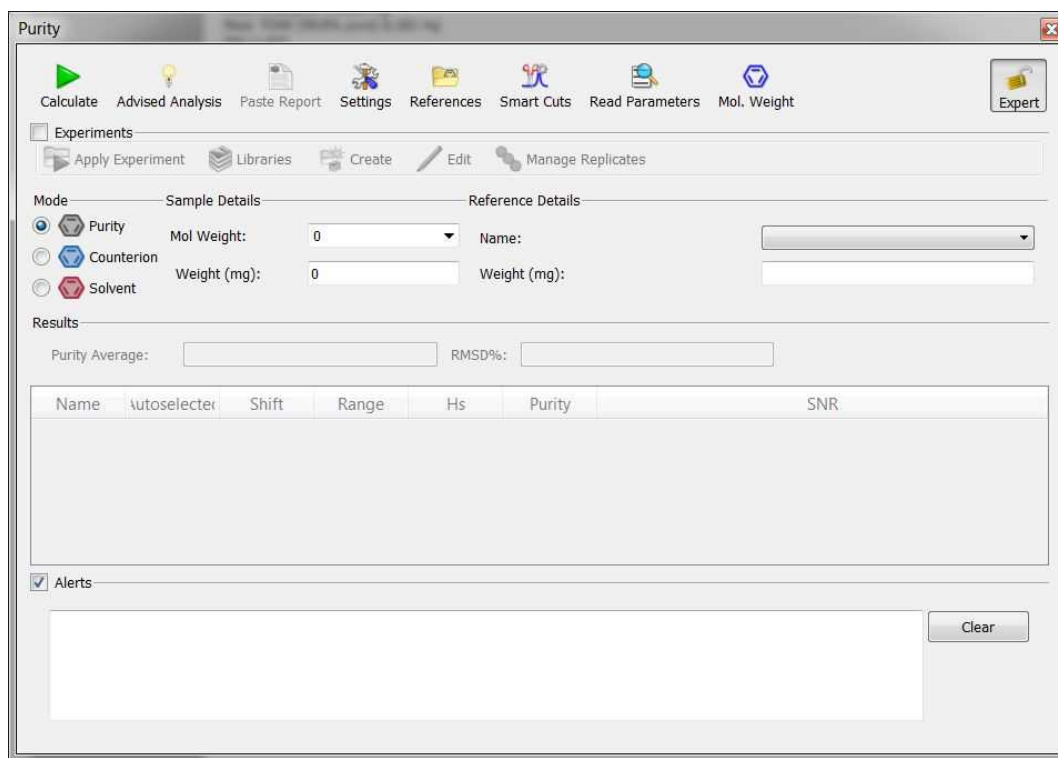 Purity
Calculate Advised Analysis Paste Report Settings References Smart Cuts Read Parameters Mol. Weight Expert
Experiments
Apply Experiment Libraries Create Edit Manage Replicates
Mode Sample Details Reference Details
Purity Mol Weight: 0 Name:
Counterion
Weight (mg): 0 Weight (mg):
Solvent
Results
Purity Average: RMSD%:
Name Autoselected Shift Range Hs Purity SNR
Alerts
Clear